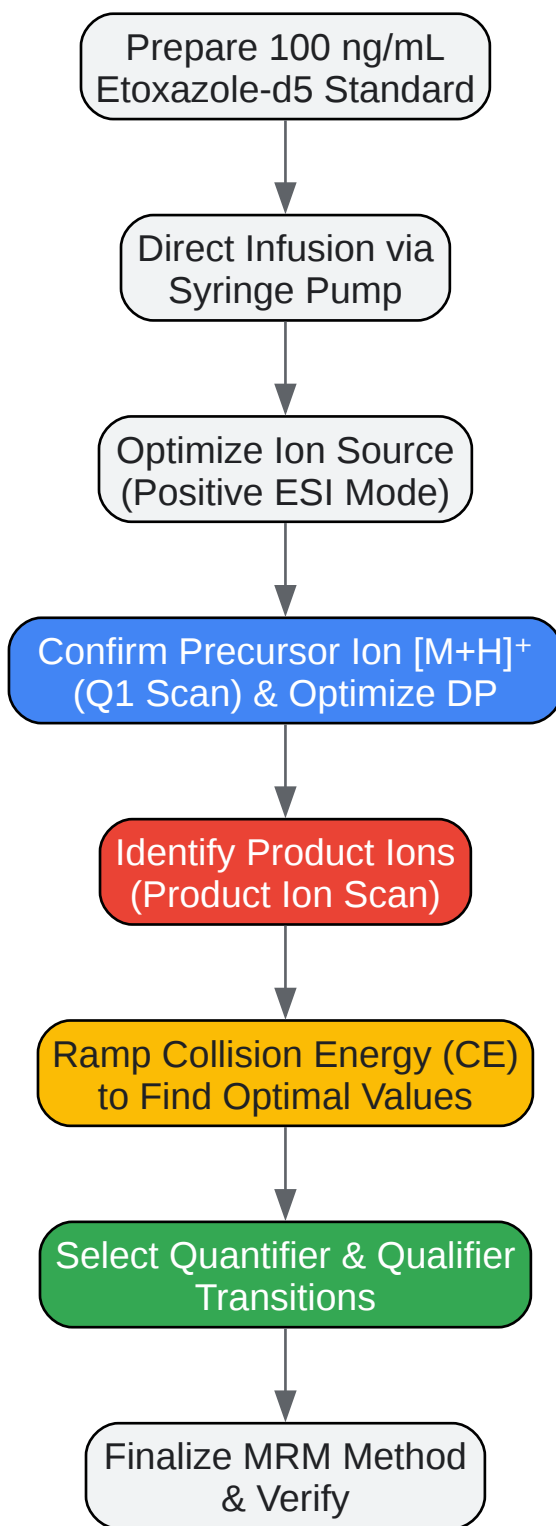 Prepare 100 ng/mL
Etoxazole-d5 Standard
Direct Infusion via
Syringe Pump
Optimize Ion Source
(Positive ESI Mode)
Confirm Precursor Ion [M+H]⁺
(Q1 Scan) & Optimize DP
Identify Product Ions
(Product Ion Scan)
Ramp Collision Energy (CE)
to Find Optimal Values
Select Quantifier & Qualifier
Transitions
Finalize MRM Method
& Verify